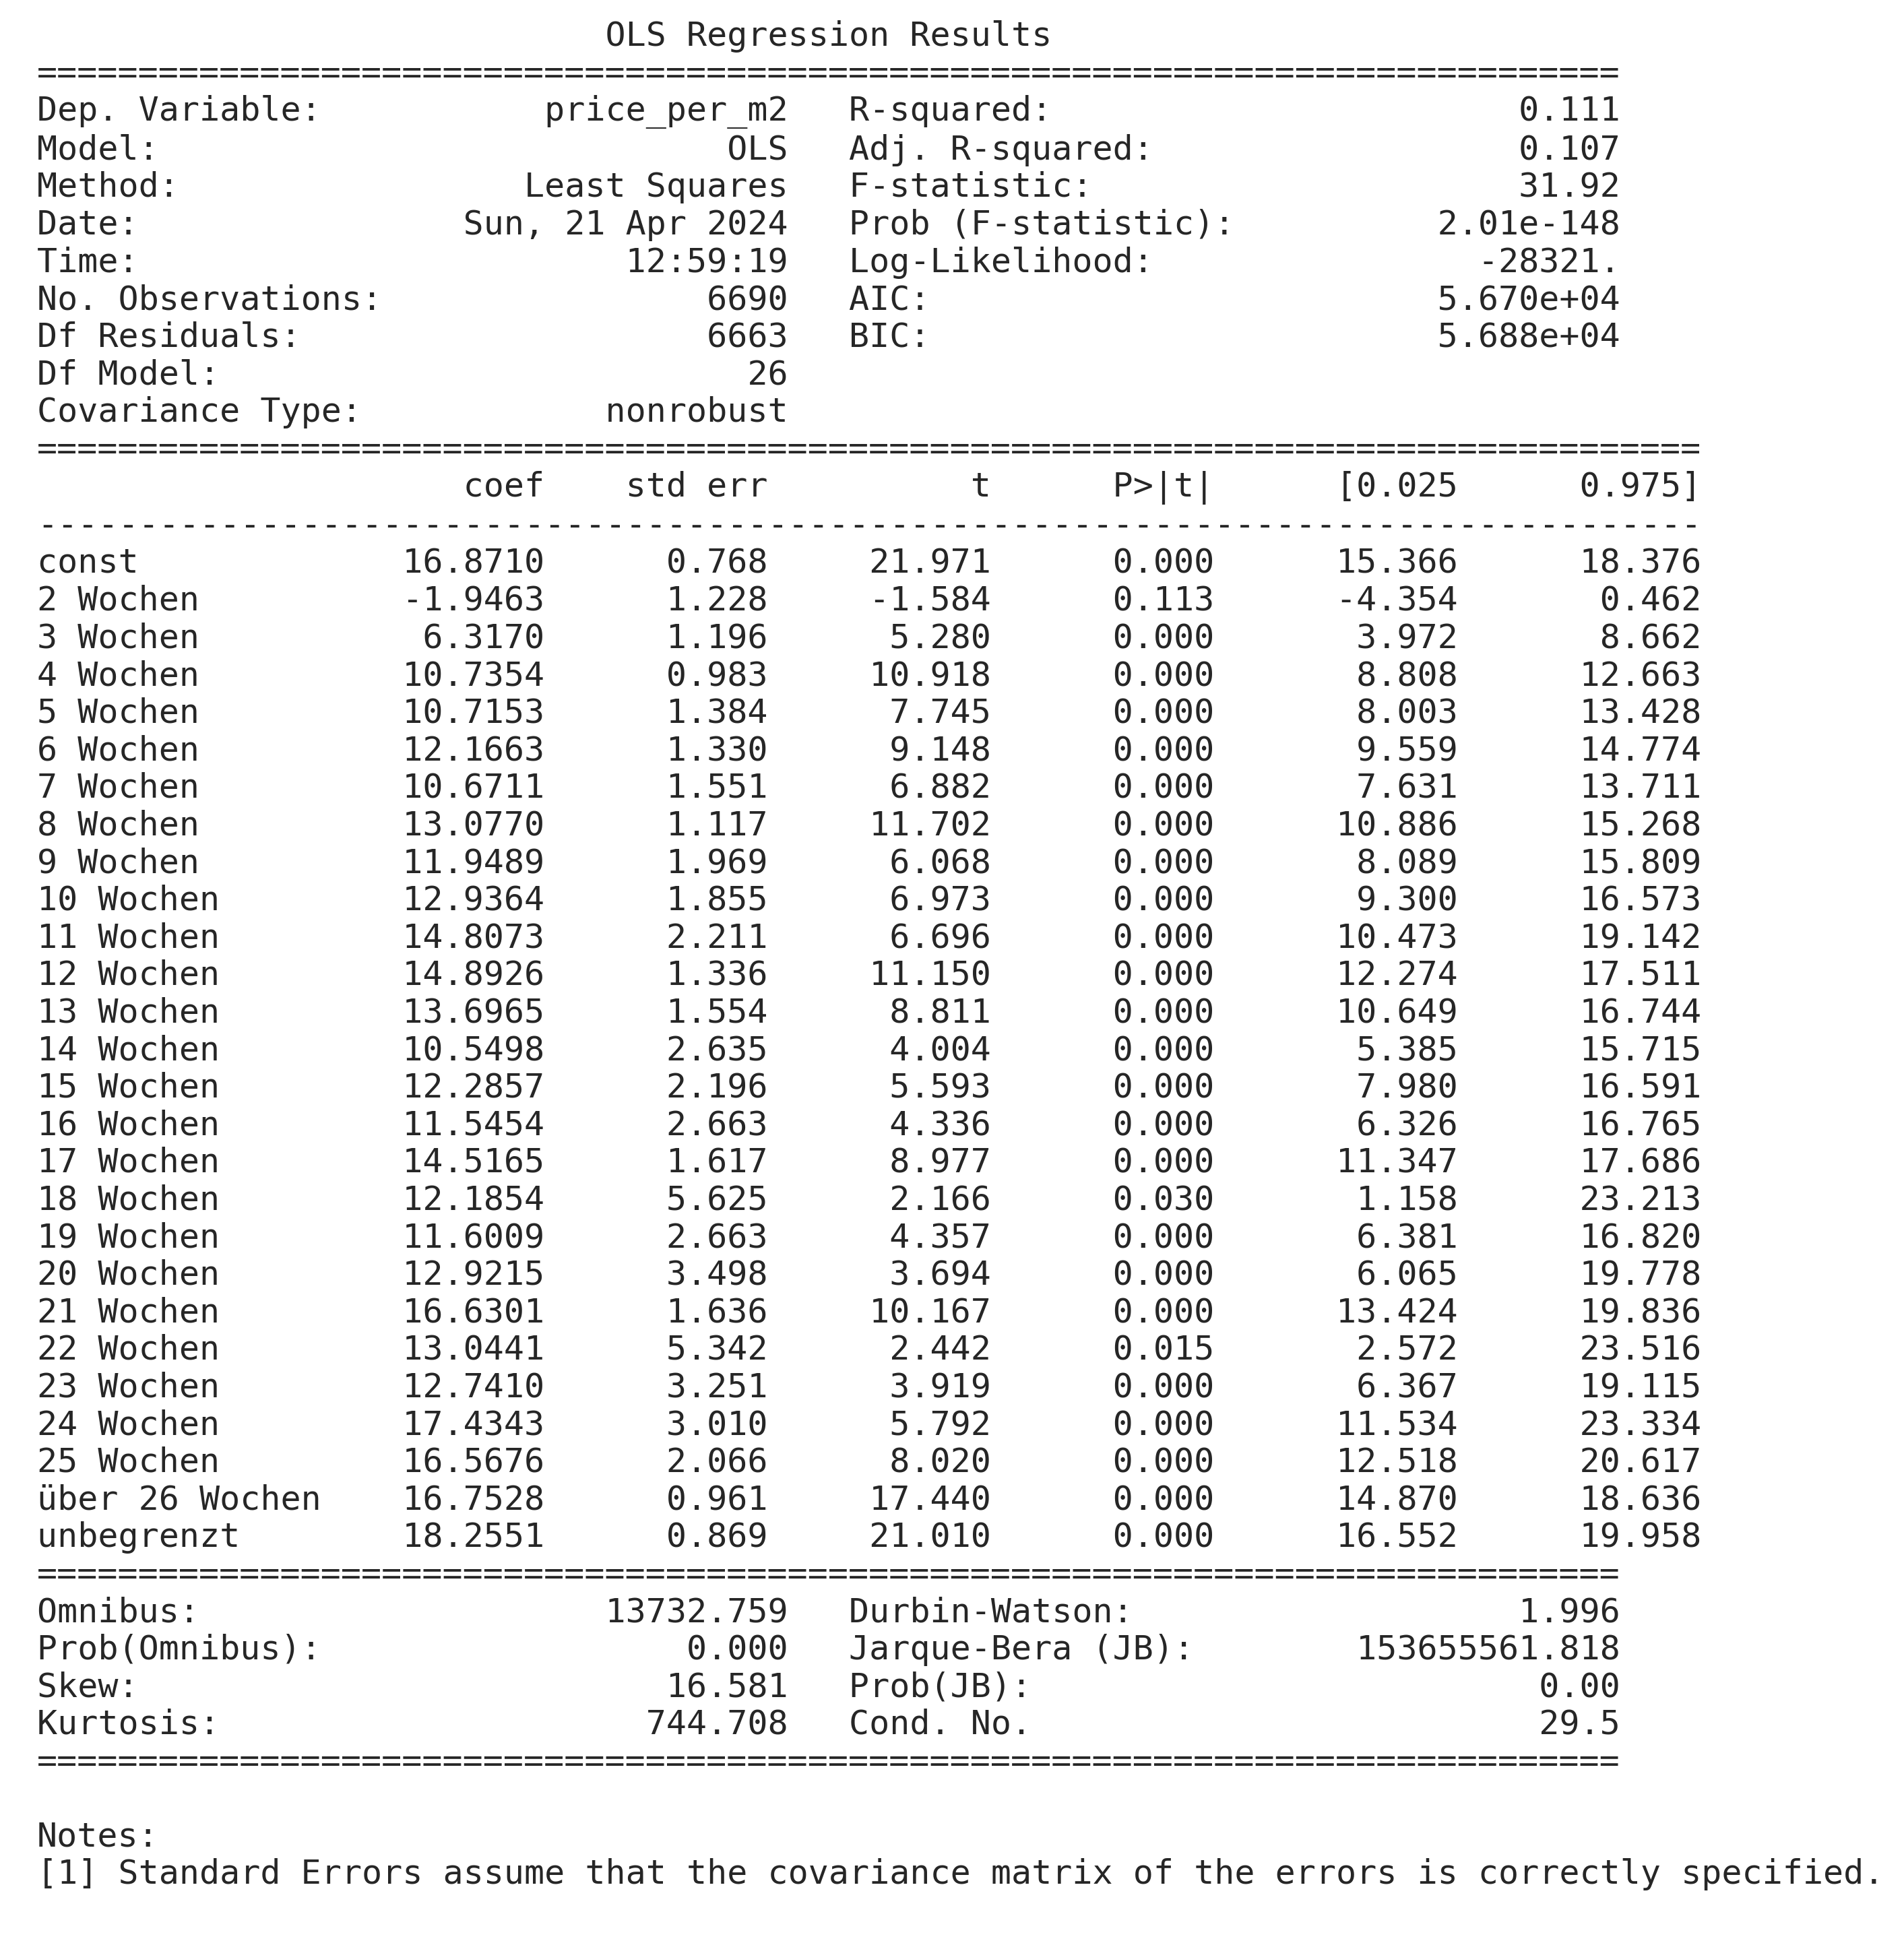 OLS Regression Results
==============================================================================
Dep. Variable:           price_per_m2   R-squared:                       0.111
Model:                            OLS   Adj. R-squared:                  0.107
Method:                 Least Squares   F-statistic:                     31.92
Date:                Sun, 21 Apr 2024   Prob (F-statistic):          2.01e-148
Time:                        12:59:19   Log-Likelihood:                -28321.
No. Observations:                6690   AIC:                         5.670e+04
Df Residuals:                    6663   BIC:                         5.688e+04
Df Model:                          26
Covariance Type:            nonrobust
==================================================================================
                     coef    std err          t      P>|t|      [0.025      0.975]
----------------------------------------------------------------------------------
const             16.8710      0.768     21.971      0.000      15.366      18.376
2 Wochen          -1.9463      1.228     -1.584      0.113      -4.354       0.462
3 Wochen           6.3170      1.196      5.280      0.000       3.972       8.662
4 Wochen          10.7354      0.983     10.918      0.000       8.808      12.663
5 Wochen          10.7153      1.384      7.745      0.000       8.003      13.428
6 Wochen          12.1663      1.330      9.148      0.000       9.559      14.774
7 Wochen          10.6711      1.551      6.882      0.000       7.631      13.711
8 Wochen          13.0770      1.117     11.702      0.000      10.886      15.268
9 Wochen          11.9489      1.969      6.068      0.000       8.089      15.809
10 Wochen         12.9364      1.855      6.973      0.000       9.300      16.573
11 Wochen         14.8073      2.211      6.696      0.000      10.473      19.142
12 Wochen         14.8926      1.336     11.150      0.000      12.274      17.511
13 Wochen         13.6965      1.554      8.811      0.000      10.649      16.744
14 Wochen         10.5498      2.635      4.004      0.000       5.385      15.715
15 Wochen         12.2857      2.196      5.593      0.000       7.980      16.591
16 Wochen         11.5454      2.663      4.336      0.000       6.326      16.765
17 Wochen         14.5165      1.617      8.977      0.000      11.347      17.686
18 Wochen         12.1854      5.625      2.166      0.030       1.158      23.213
19 Wochen         11.6009      2.663      4.357      0.000       6.381      16.820
20 Wochen         12.9215      3.498      3.694      0.000       6.065      19.778
21 Wochen         16.6301      1.636     10.167      0.000      13.424      19.836
22 Wochen         13.0441      5.342      2.442      0.015       2.572      23.516
23 Wochen         12.7410      3.251      3.919      0.000       6.367      19.115
24 Wochen         17.4343      3.010      5.792      0.000      11.534      23.334
25 Wochen         16.5676      2.066      8.020      0.000      12.518      20.617
über 26 Wochen    16.7528      0.961     17.440      0.000      14.870      18.636
unbegrenzt        18.2551      0.869     21.010      0.000      16.552      19.958
==============================================================================
Omnibus:                    13732.759   Durbin-Watson:                   1.996
Prob(Omnibus):                  0.000   Jarque-Bera (JB):        153655561.818
Skew:                          16.581   Prob(JB):                         0.00
Kurtosis:                     744.708   Cond. No.                         29.5
==============================================================================
Notes:
[1] Standard Errors assume that the covariance matrix of the errors is correctly specified.